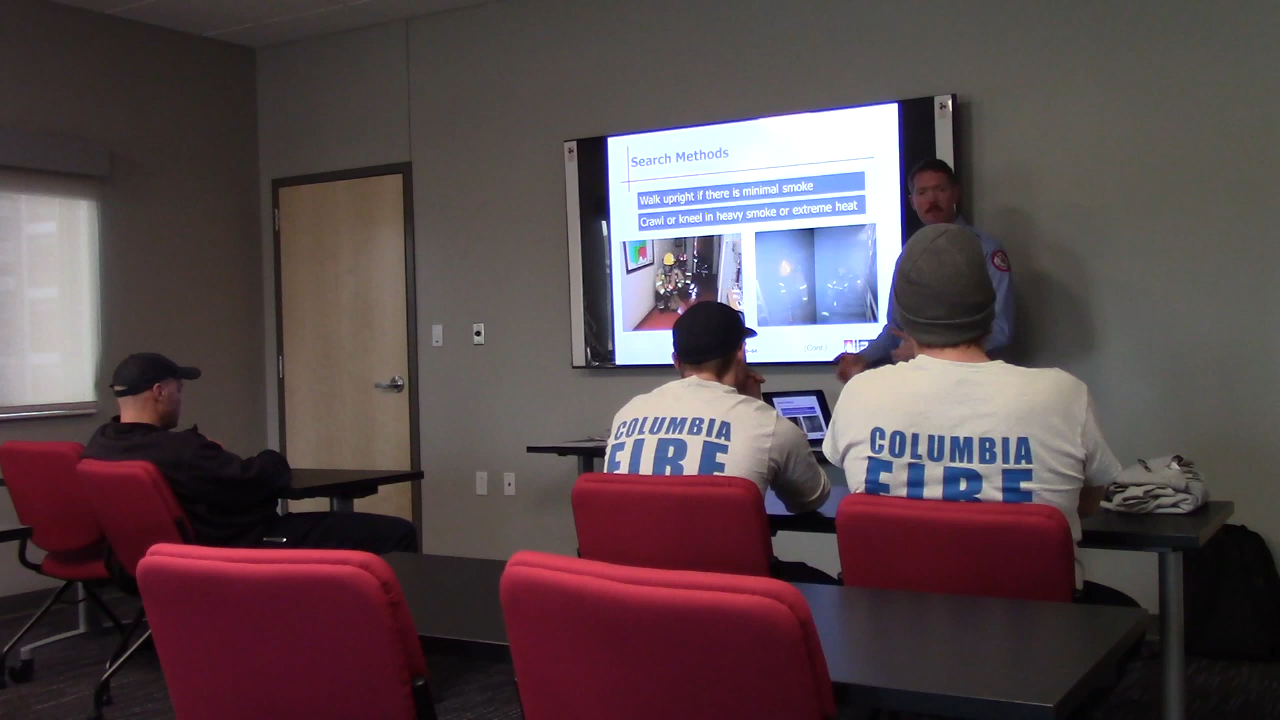 Search Methods
Walk upright if there is minimal smoke
Crawl or kneel in heavy smoke or extreme heat
(Cont.)
COLUMBIA
FIRE
COLUMBIA
FIRE